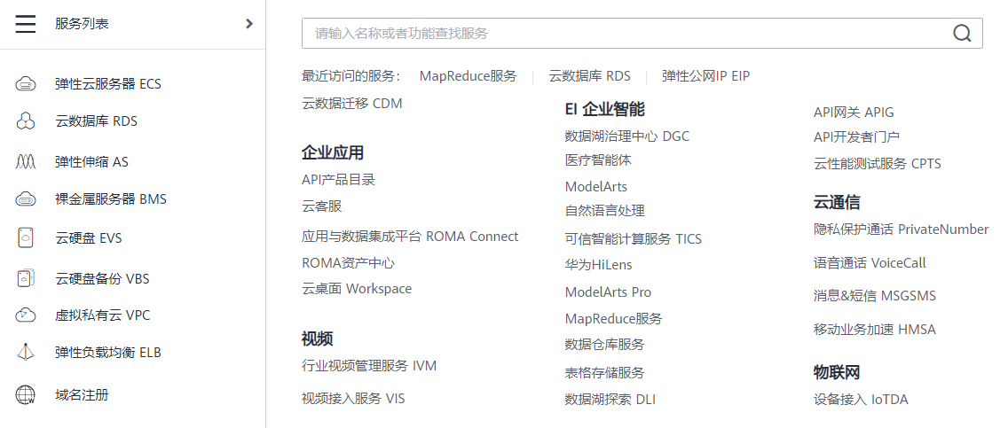 服务列表
弹性云服务器 ECS
云数据库 RDS
弹性伸缩 AS
裸金属服务器 BMS
云硬盘 EVS
云硬盘备份 VBS
虚拟私有云 VPC
弹性负载均衡 ELB
域名注册
请输入名称或者功能查找服务
最近访问的服务： MapReduce服务 云数据库 RDS 弹性公网IP EIP
云数据迁移 CDM
企业应用
API产品目录
云客服
应用与数据集成平台 ROMA Connect
ROMA资产中心
云桌面 Workspace
视频
行业视频管理服务 IVM
视频接入服务 VIS
EI 企业智能
数据湖治理中心 DGC
医疗智能体
ModelArts
自然语言处理
可信智能计算服务 TICS
华为HiLens
ModelArts Pro
MapReduce服务
数据仓库服务
表格存储服务
数据湖探索 DLI
API网关 APIG
API开发者门户
云性能测试服务 CPTS
云通信
隐私保护通话 PrivateNumber
语音通话 VoiceCall
消息&短信 MSGSMS
移动业务加速 HMSA
物联网
设备接入 IoTDA